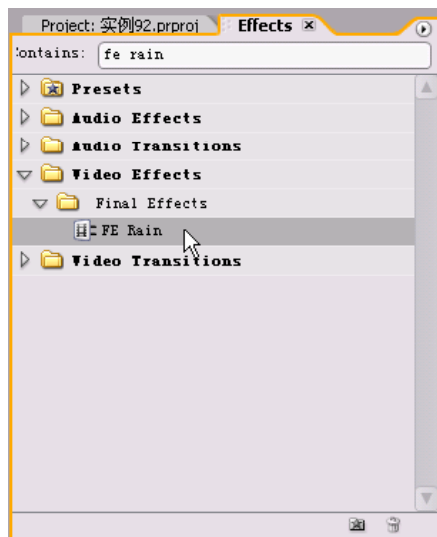 Project: 实例92.prproj Effects
Contains: fe rain
Presets
Audio Effects
Audio Transitions
Video Effects
Final Effects
FE Rain
Video Transitions